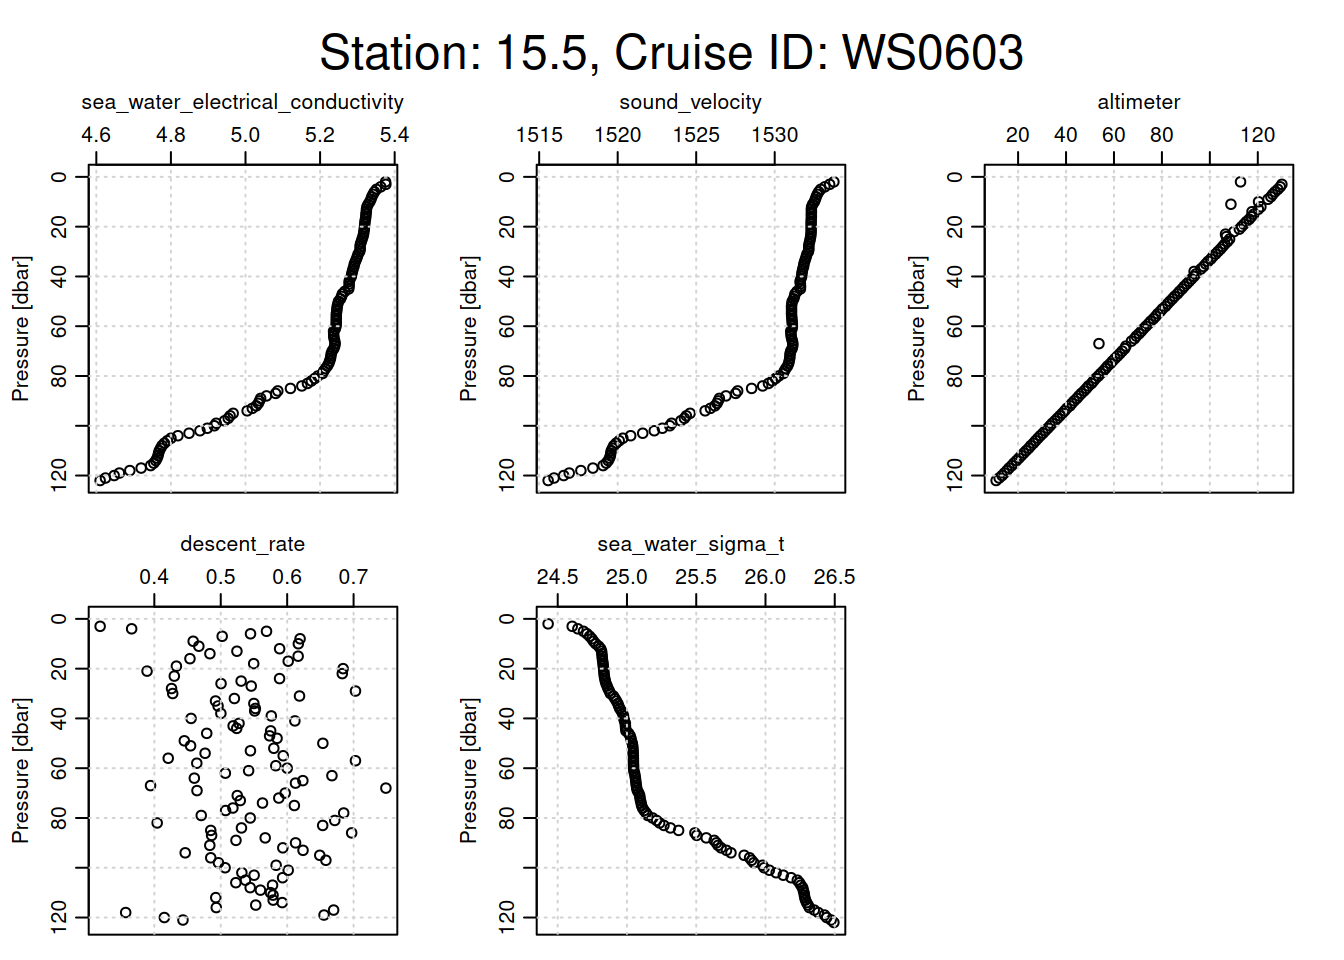 Station: 15.5, Cruise ID: WS0603
sea_water_electrical_conductivity
4.6 4.8 5.0 5.2 5.4
Pressure [dbar]
0 20 40 60 80 120
sound_velocity
1515 1520 1525 1530
Pressure [dbar]
0 20 40 60 80 120
altimeter
20 40 60 80 120
Pressure [dbar]
0 20 40 60 80 120
descent_rate
0.4 0.5 0.6 0.7
Pressure [dbar]
0 20 40 60 80 120
sea_water_sigma_t
24.5 25.0 25.5 26.0 26.5
Pressure [dbar]
0 20 40 60 80 120